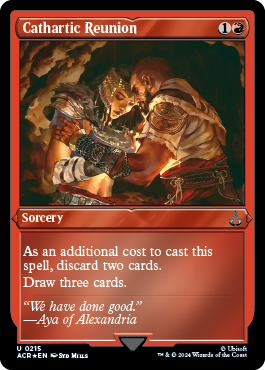 Cathartic Reunion 1
Sorcery
As an additional cost to cast this
spell, discard two cards.
Draw three cards.
“We have done good.”
—Aya of Alexandria
U 0215 © Ubisoft
ACR★EN Syd Mills ™ & © 2024 Wizards of the Coast